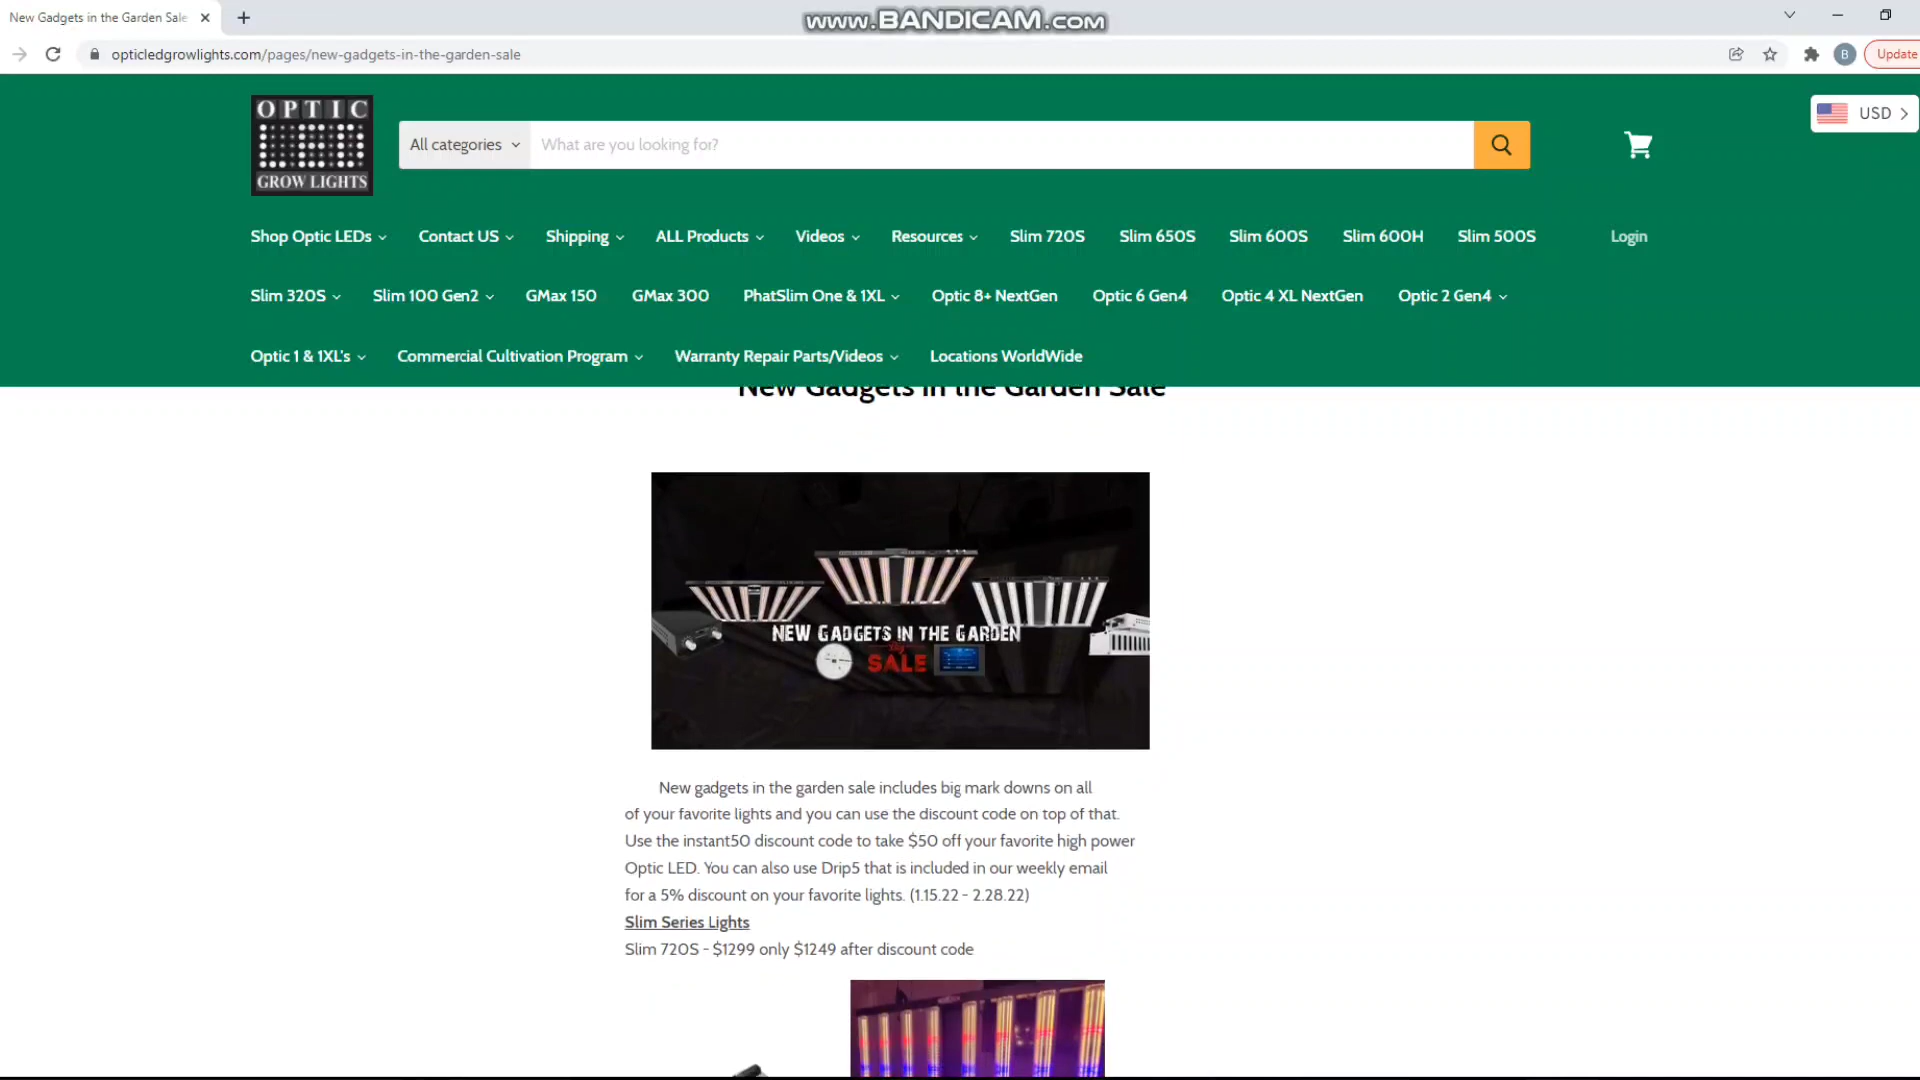 New Gadgets in the Garden Sale
www.BANDICAM.com
opticledgrowlights.com/pages/new-gadgets-in-the-garden-sale
B
Update
OPTIC
LED
GROW LIGHTS
All categories
What are you looking for?
USD
Shop Optic LEDs
Contact US
Shipping
ALL Products
Videos
Resources
Slim 720S
Slim 650S
Slim 600S
Slim 600H
Slim 500S
Login
Slim 320S
Slim 100 Gen2
GMax 150
GMax 300
PhatSlim One & 1XL
Optic 8+ NextGen
Optic 6 Gen4
Optic 4 XL NextGen
Optic 2 Gen4
Optic 1 & 1XL's
Commercial Cultivation Program
Warranty Repair Parts/Videos
Locations WorldWide
New Gadgets in the Garden Sale
NEW GADGETS IN THE GARDEN
Big
SALE
New gadgets in the garden sale includes big mark downs on all
of your favorite lights and you can use the discount code on top of that.
Use the instant50 discount code to take $50 off your favorite high power
Optic LED. You can also use Drip5 that is included in our weekly email
for a 5% discount on your favorite lights. (1.15.22 - 2.28.22)
Slim Series Lights
Slim 720S - $1299 only $1249 after discount code